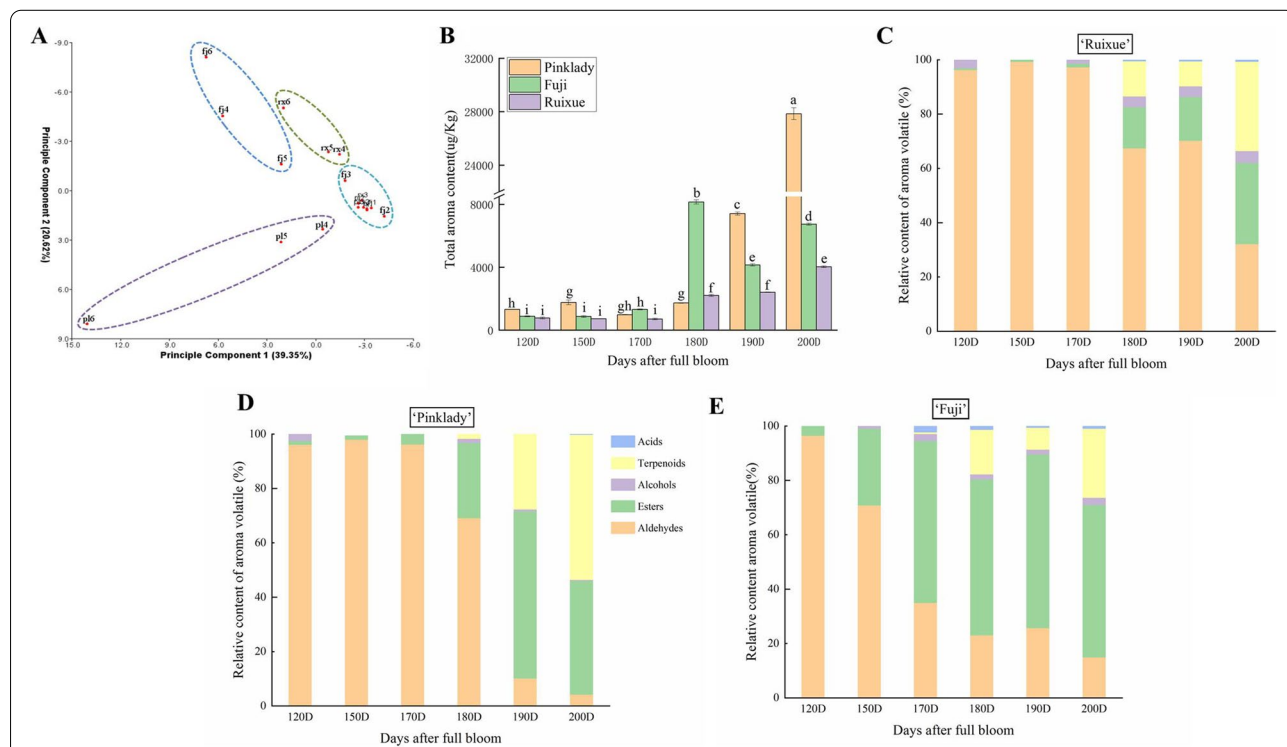 A
-9.0
-6.0
-3.0
0.0
3.0
6.0
9.0
Principle Component 2 (20.62%)
fj6
fj4
fj5
rx6
rx5 rx4
fj3
fj2
pl4
pl5
pl6
15.0 12.0 9.0 6.0 3.0 0.0 -3.0 -6.0
Principle Component 1 (39.35%)
B
Total aroma content(ug/Kg)
32000
28000
24000
8000
4000
0
Pinklady
Fuji
Ruixue
h i i
g i i
gh h i
g b f
c e f
a d e
120D 150D 170D 180D 190D 200D
Days after full bloom
C
‘Ruixue’
Relative content of aroma volatile (%)
100
80
60
40
20
0
120D 150D 170D 180D 190D 200D
Days after full bloom
D
‘Pinklady’
Relative content of aroma volatile (%)
100
80
60
40
20
0
120D 150D 170D 180D 190D 200D
Days after full bloom
Acids
Terpenoids
Alcohols
Esters
Aldehydes
E
‘Fuji’
Relative content aroma volatile(%)
100
80
60
40
20
0
120D 150D 170D 180D 190D 200D
Days after full bloom